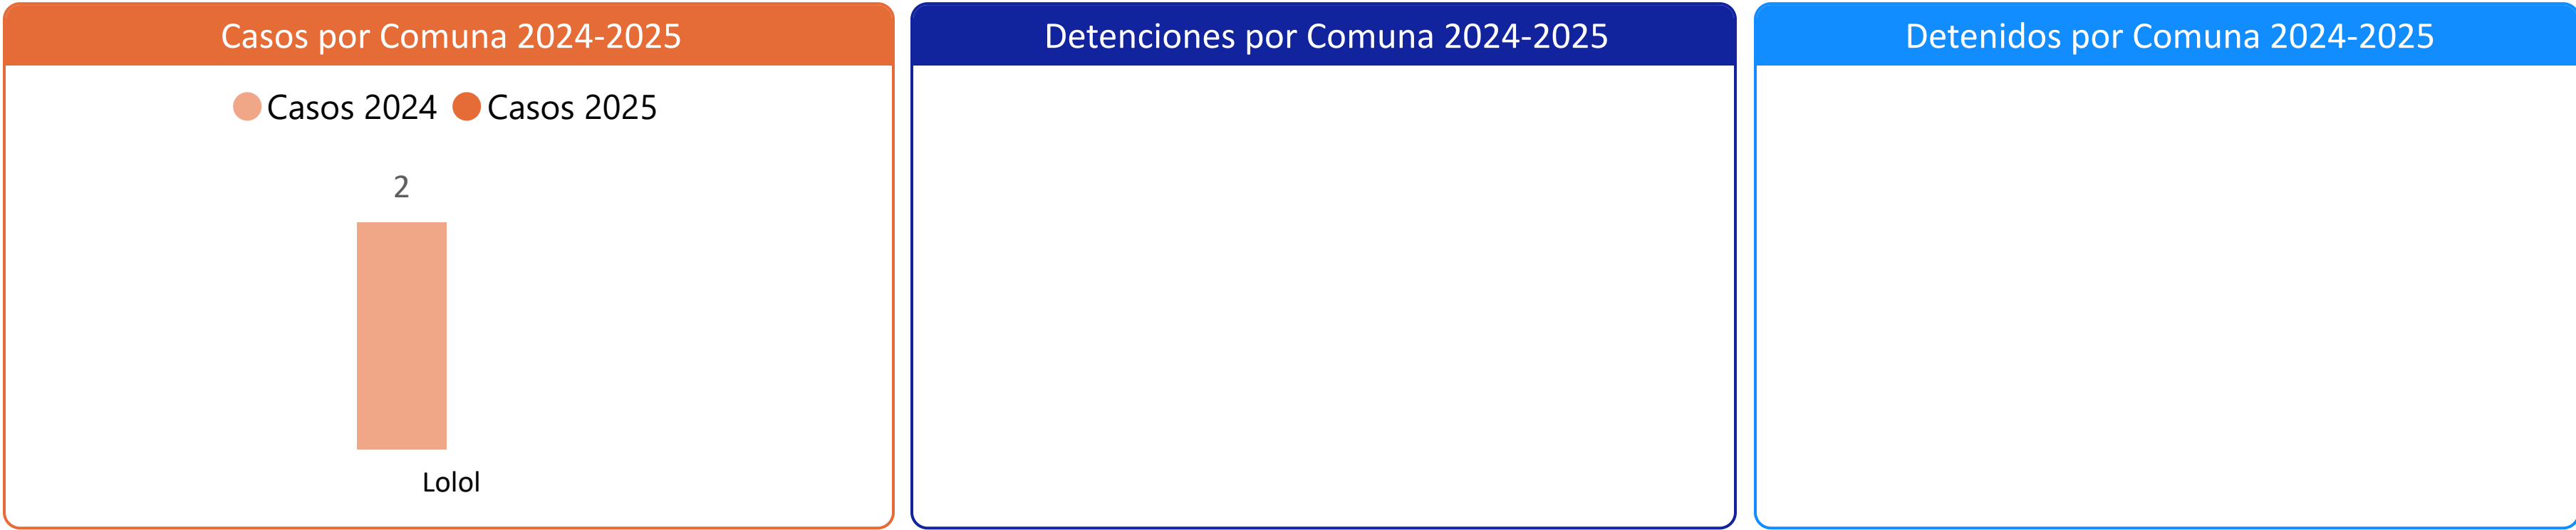 Casos por Comuna 2024-2025
Casos 2024 Casos 2025
2
Lolol
Detenciones por Comuna 2024-2025
Detenidos por Comuna 2024-2025